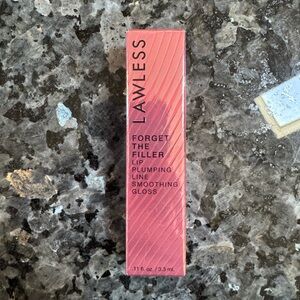 LAWLESS
FORGET
THE
FILLER
LIP
PLUMPING
LINE
SMOOTHING
GLOSS
.11 fl. oz. / 3.3 mL